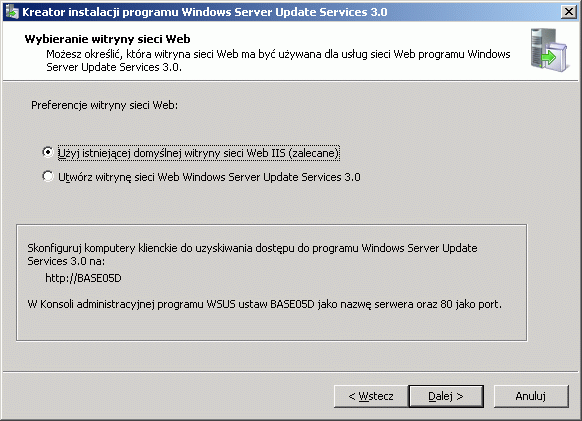 Kreator instalacji programu Windows Server Update Services 3.0
Wybieranie witryny sieci Web
Możesz określić, która witryna sieci Web ma być używana dla usług sieci Web programu Windows
Server Update Services 3.0.
Preferencje witryny sieci Web:
Użyj istniejącej domyślnej witryny sieci Web IIS (zalecane)
Utwórz witrynę sieci Web Windows Server Update Services 3.0
Skonfiguruj komputery klienckie do uzyskiwania dostępu do programu Windows Server Update
Services 3.0 na:
http://BASE05D
W Konsoli administracyjnej programu WSUS ustaw BASE05D jako nazwę serwera oraz 80 jako port.
< Wstecz
Dalej >
Anuluj